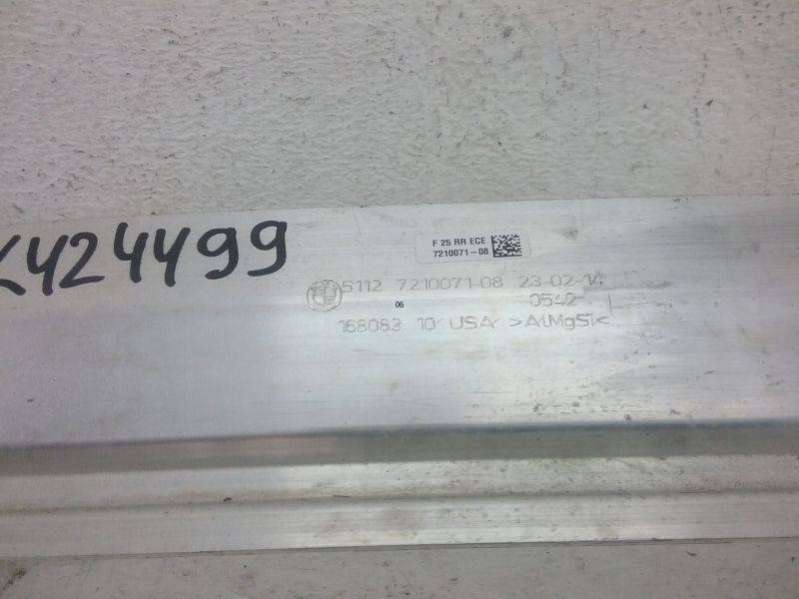 K424499
F 25 RR ECE
7210071-08
5112 7210071 08 23-02-14
06 0542
168083 10 USA >AlMgSi<